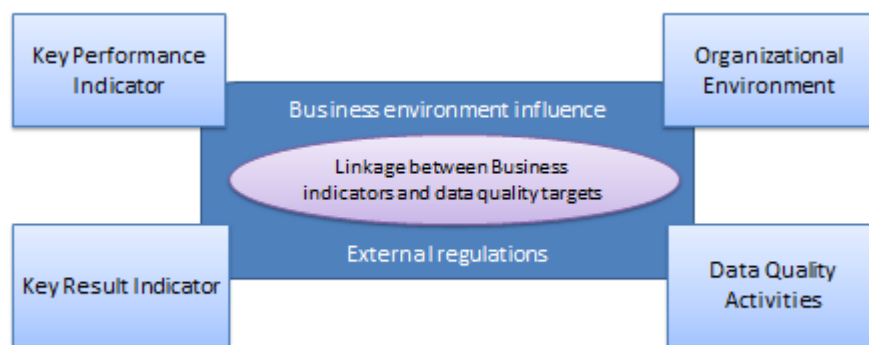 Key Performance
Indicator
Organizational
Environment
Business environment influence
Linkage between Business
indicators and data quality targets
External regulations
Key Result Indicator
Data Quality
Activities